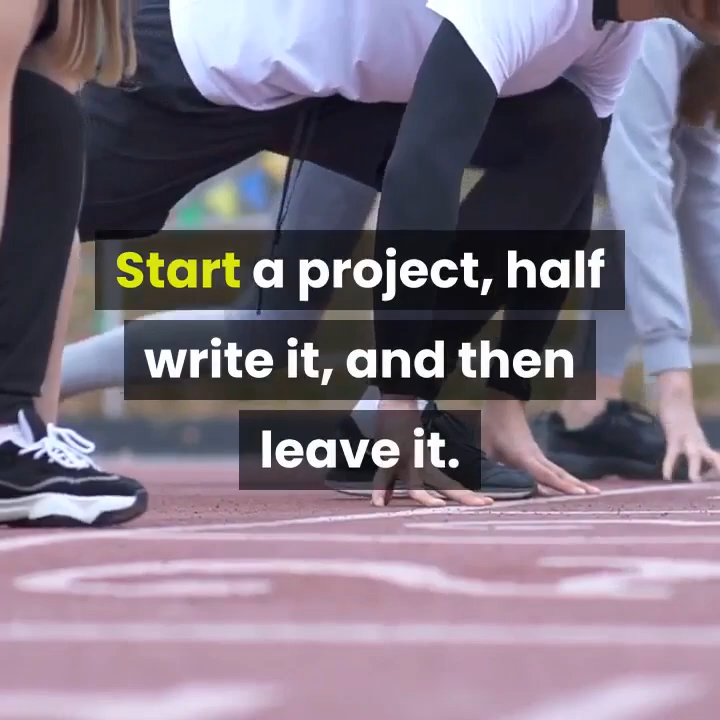 Start a project, half
write it, and then
leave it.